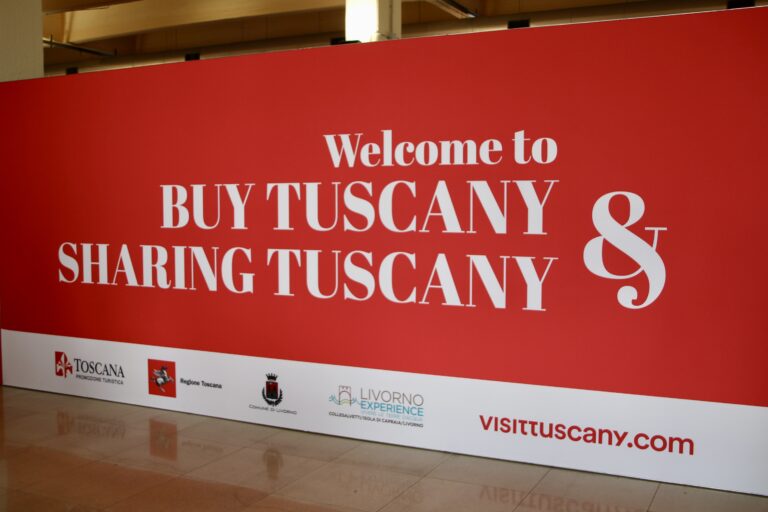 Welcome to
BUY TUSCANY
&
SHARING TUSCANY
TOSCANA
PROMOZIONE TURISTICA
Regione Toscana
COMUNE DI LIVORNO
LIVORNO
EXPERIENCE
COLLESALVETTI/ISOLA DI CAPRAIA/LIVORNO
VISITTUSCANY.com